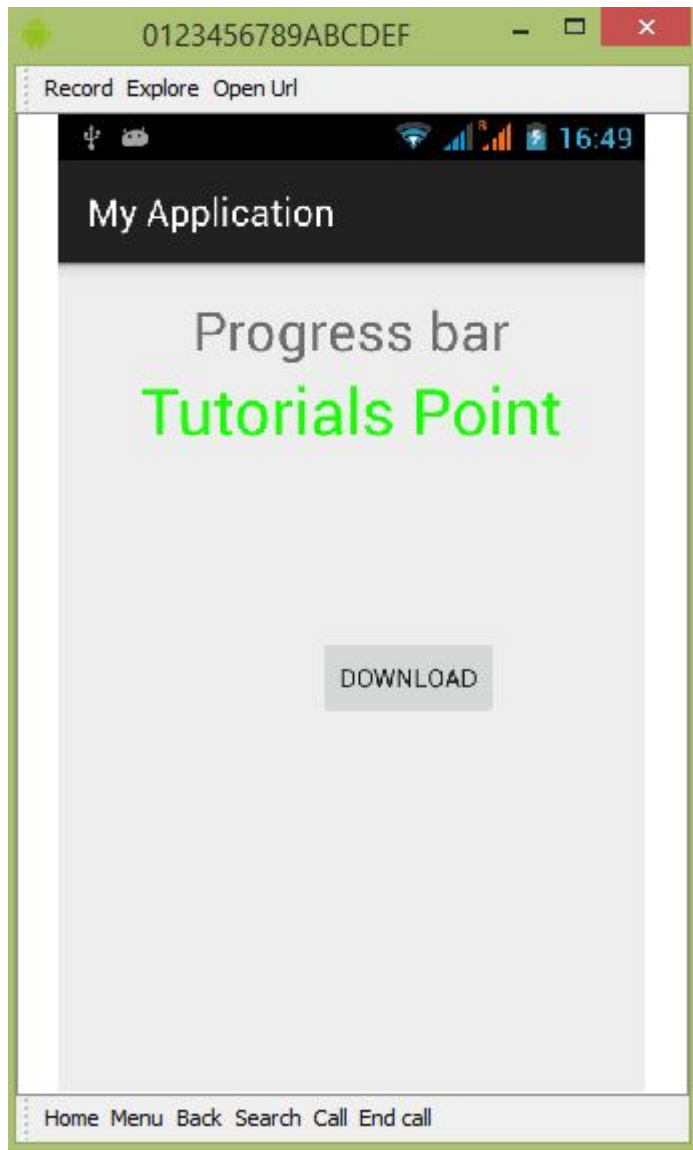 0123456789ABCDEF
Record Explore Open Url
R 16:49
My Application
Progress bar
Tutorials Point
DOWNLOAD
Home Menu Back Search Call End call